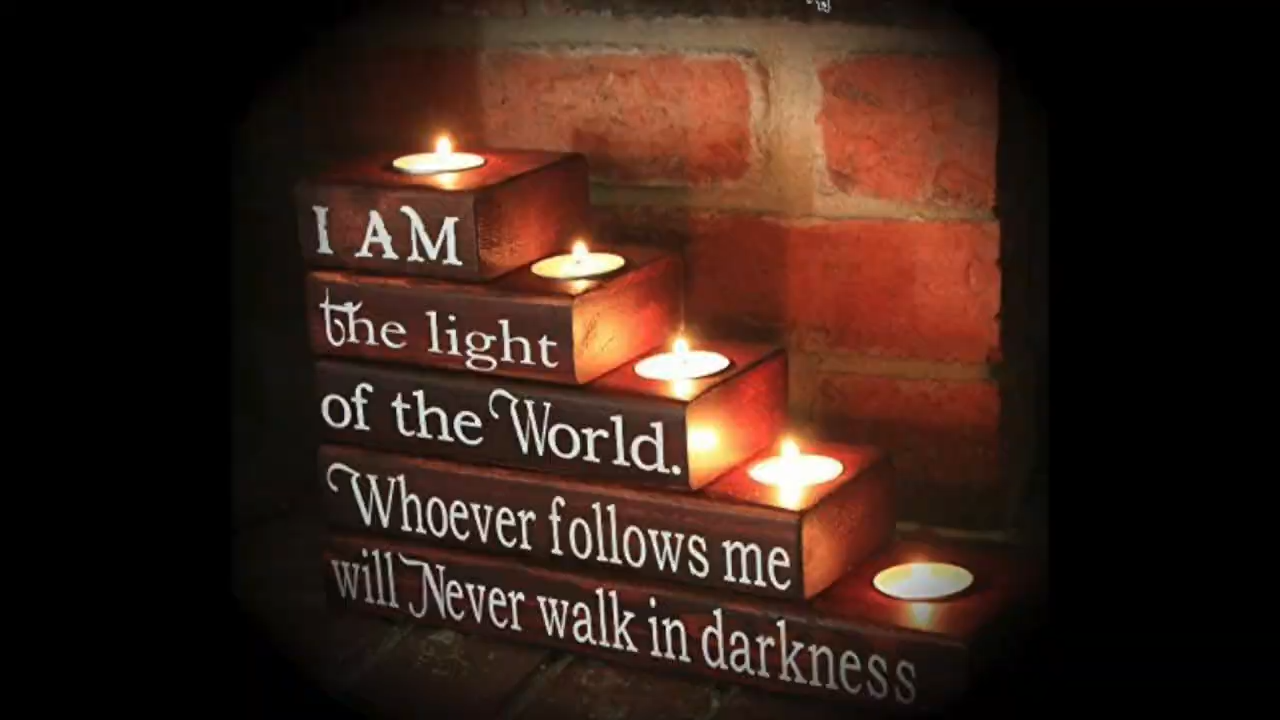 I AM
the light
of the World.
Whoever follows me
will Never walk in darkness